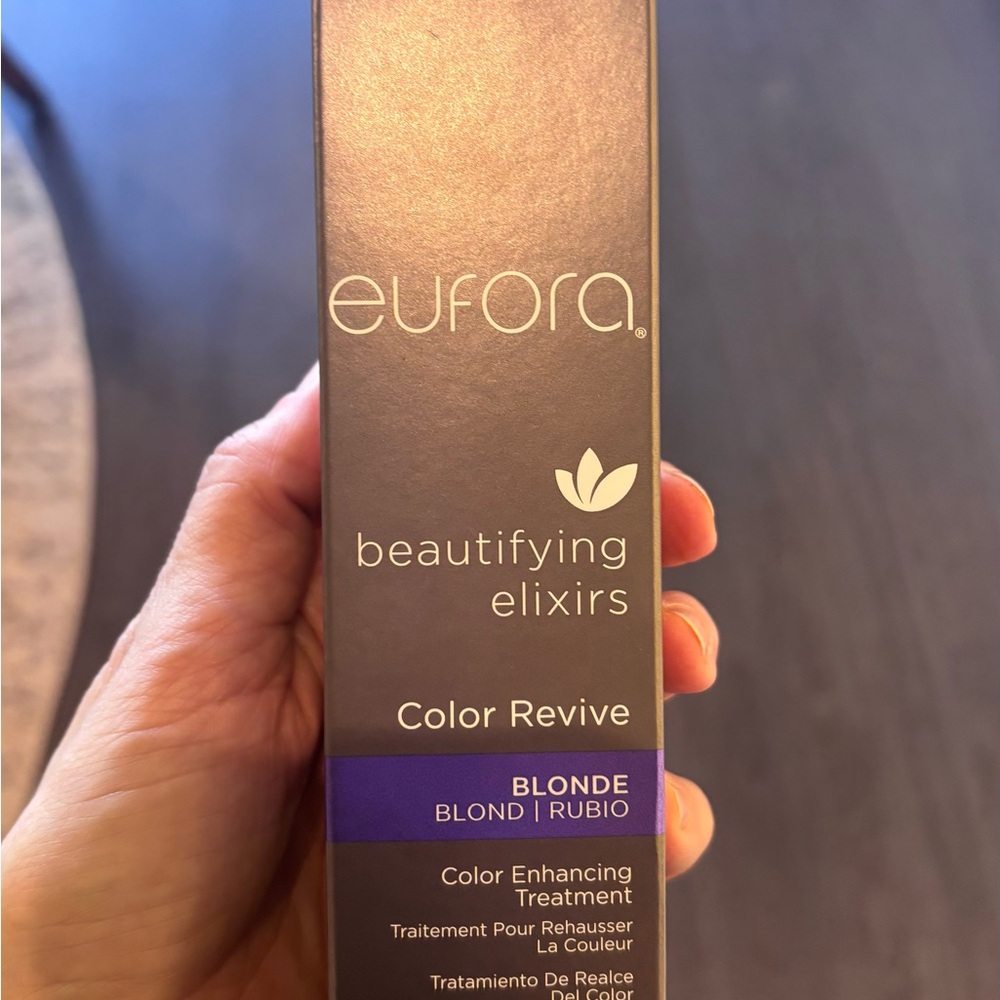 eufora®
beautifying
elixirs
Color Revive
BLONDE
BLOND | RUBIO
Color Enhancing
Treatment
Traitement Pour Rehausser
La Couleur
Tratamiento De Realce
Del Color